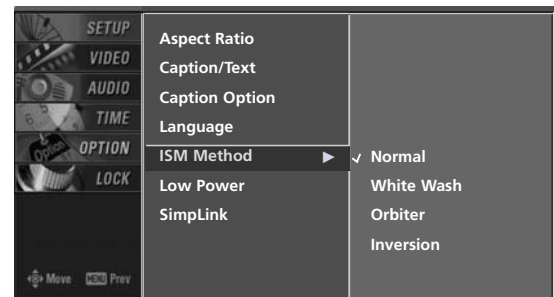 SETUP
VIDEO
AUDIO
TIME
OPTION
LOCK
Move MENU Prev
Aspect Ratio
Caption/Text
Caption Option
Language
ISM Method ▶
Low Power
SimpLink
✓ Normal
White Wash
Orbiter
Inversion